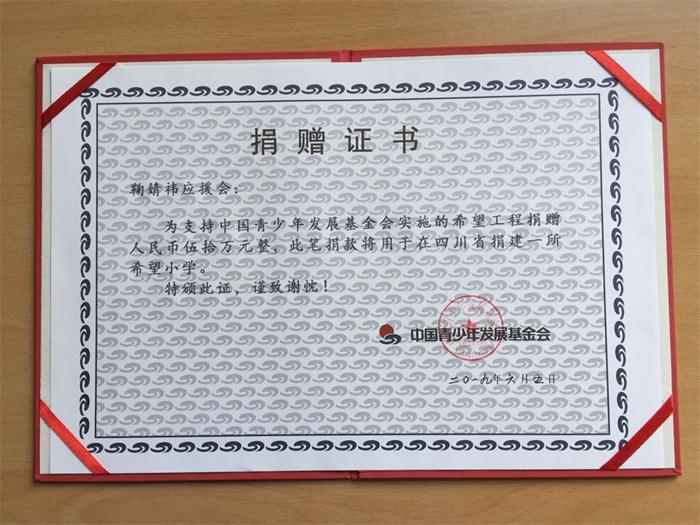 捐赠证书
鞠婧祎应援会：
为支持中国青少年发展基金会实施的希望工程捐赠
人民币伍拾万元整，此笔捐款将用于在四川省捐建一所
希望小学。
特颁此证，谨致谢忱！
中国青少年发展基金会
二〇一九年六月五日